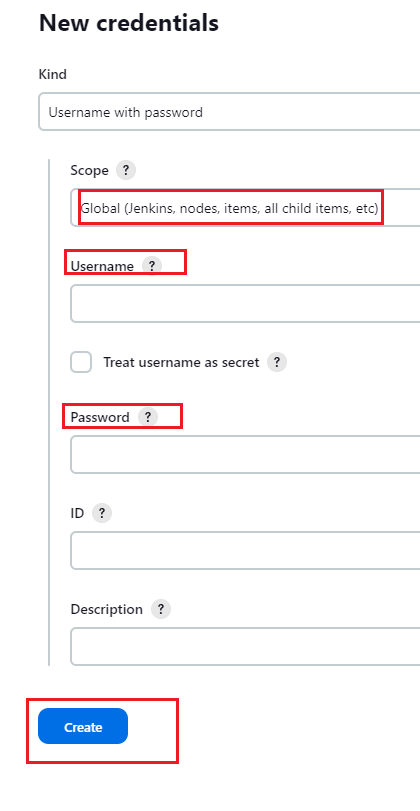 New credentials
Kind
Username with password
Scope ?
Global (Jenkins, nodes, items, all child items, etc)
Username ?
Treat username as secret ?
Password ?
ID ?
Description ?
Create